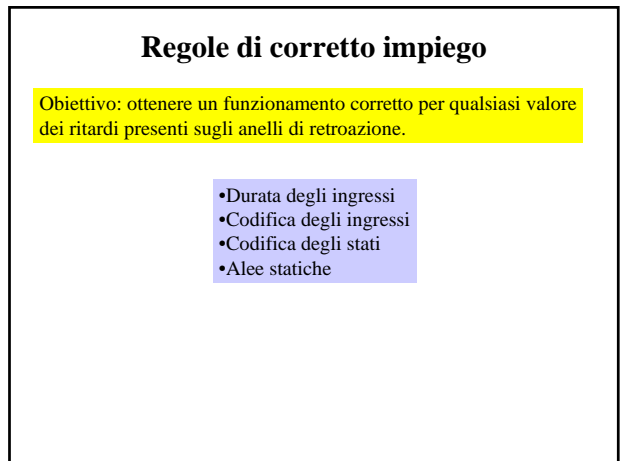 Regole di corretto impiego
Obiettivo: ottenere un funzionamento corretto per qualsiasi valore
dei ritardi presenti sugli anelli di retroazione.
•Durata degli ingressi
•Codifica degli ingressi
•Codifica degli stati
•Alee statiche